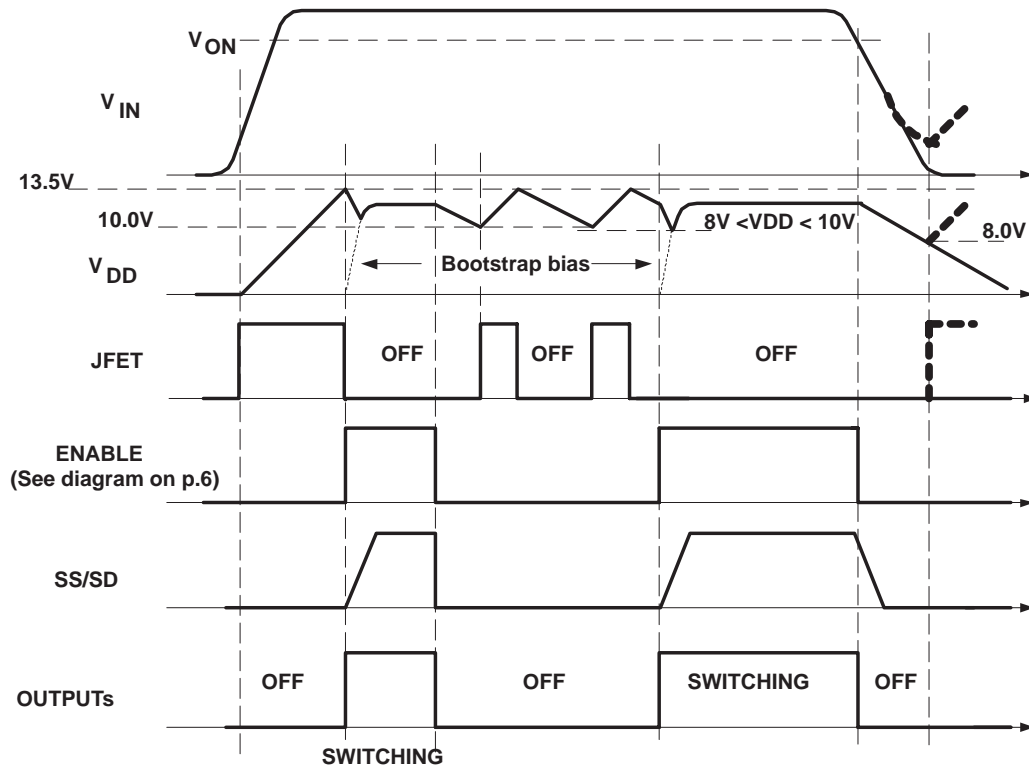 V ON
V IN
13.5V
10.0V
8V <VDD < 10V
8.0V
V DD
Bootstrap bias
JFET
OFF
OFF
OFF
ENABLE
(See diagram on p.6)
SS/SD
OUTPUTs
OFF
OFF
SWITCHING
OFF
SWITCHING